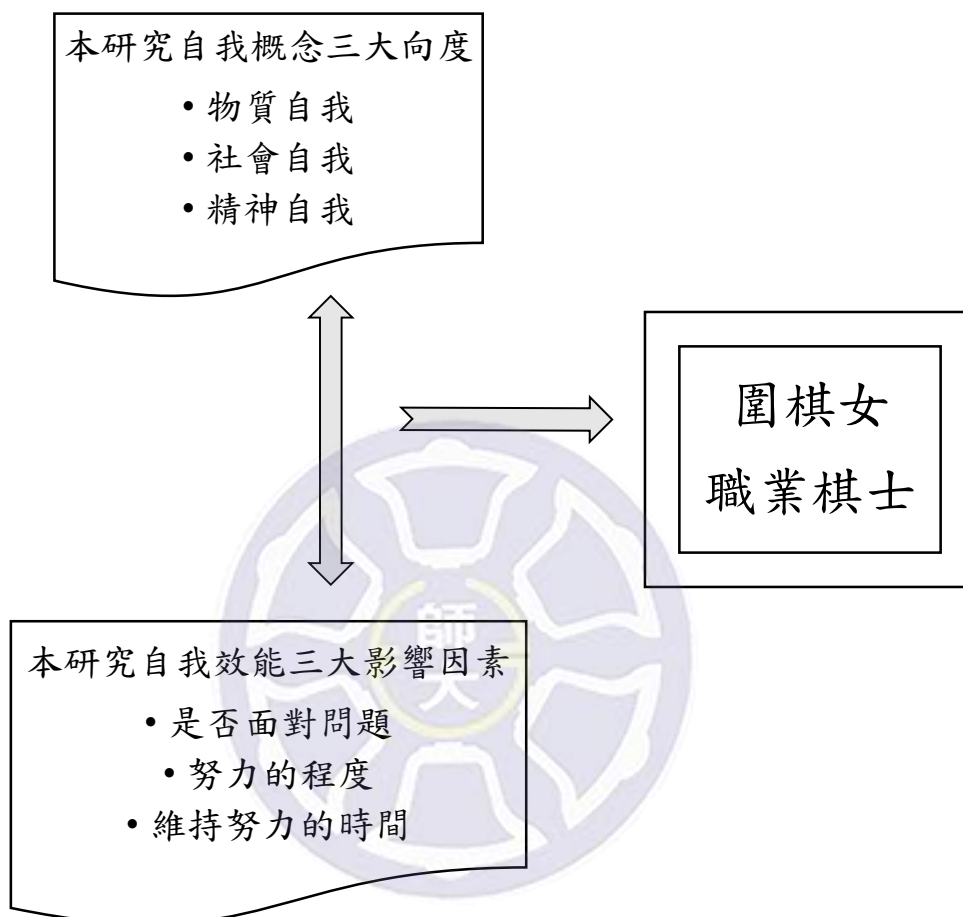 本研究自我概念三大向度
•物質自我
•社會自我
•精神自我
圍棋女
職業棋士
師大
本研究自我效能三大影響因素
•是否面對問題
•努力的程度
•維持努力的時間